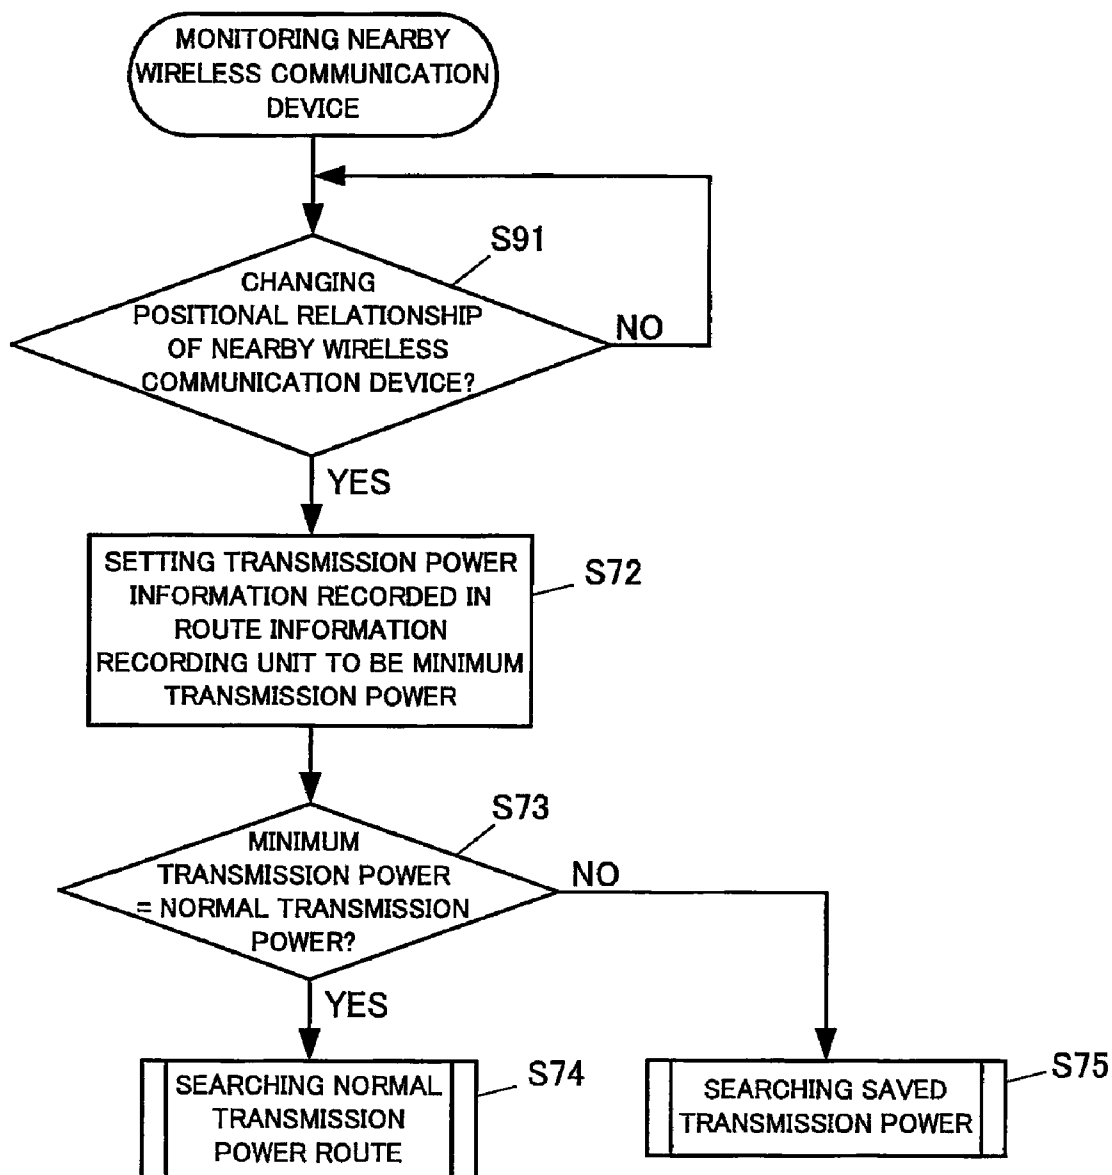 MONITORING NEARBY
WIRELESS COMMUNICATION
DEVICE
S91
CHANGING
POSITIONAL RELATIONSHIP
OF NEARBY WIRELESS
COMMUNICATION DEVICE?
NO
YES
SETTING TRANSMISSION POWER
INFORMATION RECORDED IN
ROUTE INFORMATION
RECORDING UNIT TO BE MINIMUM
TRANSMISSION POWER
S72
S73
MINIMUM
TRANSMISSION POWER
= NORMAL TRANSMISSION
POWER?
NO
YES
SEARCHING NORMAL
TRANSMISSION
POWER ROUTE
S74
SEARCHING SAVED
TRANSMISSION POWER
S75